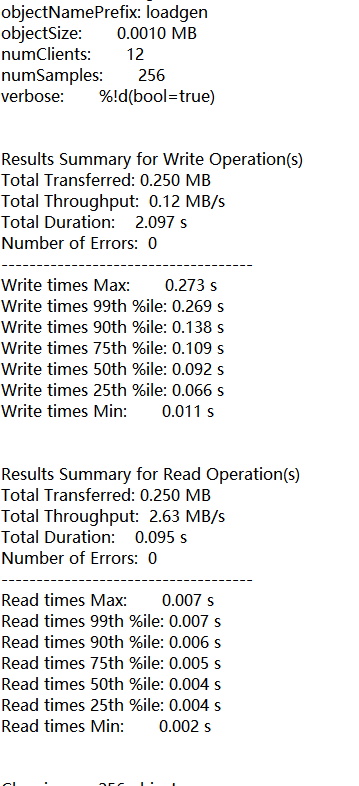 objectNamePrefix: loadgen
objectSize: 0.0010 MB
numClients: 12
numSamples: 256
verbose: %!d(bool=true)
Results Summary for Write Operation(s)
Total Transferred: 0.250 MB
Total Throughput: 0.12 MB/s
Total Duration: 2.097 s
Number of Errors: 0
------------------------------------
Write times Max: 0.273 s
Write times 99th %ile: 0.269 s
Write times 90th %ile: 0.138 s
Write times 75th %ile: 0.109 s
Write times 50th %ile: 0.092 s
Write times 25th %ile: 0.066 s
Write times Min: 0.011 s
Results Summary for Read Operation(s)
Total Transferred: 0.250 MB
Total Throughput: 2.63 MB/s
Total Duration: 0.095 s
Number of Errors: 0
------------------------------------
Read times Max: 0.007 s
Read times 99th %ile: 0.007 s
Read times 90th %ile: 0.006 s
Read times 75th %ile: 0.005 s
Read times 50th %ile: 0.004 s
Read times 25th %ile: 0.004 s
Read times Min: 0.002 s